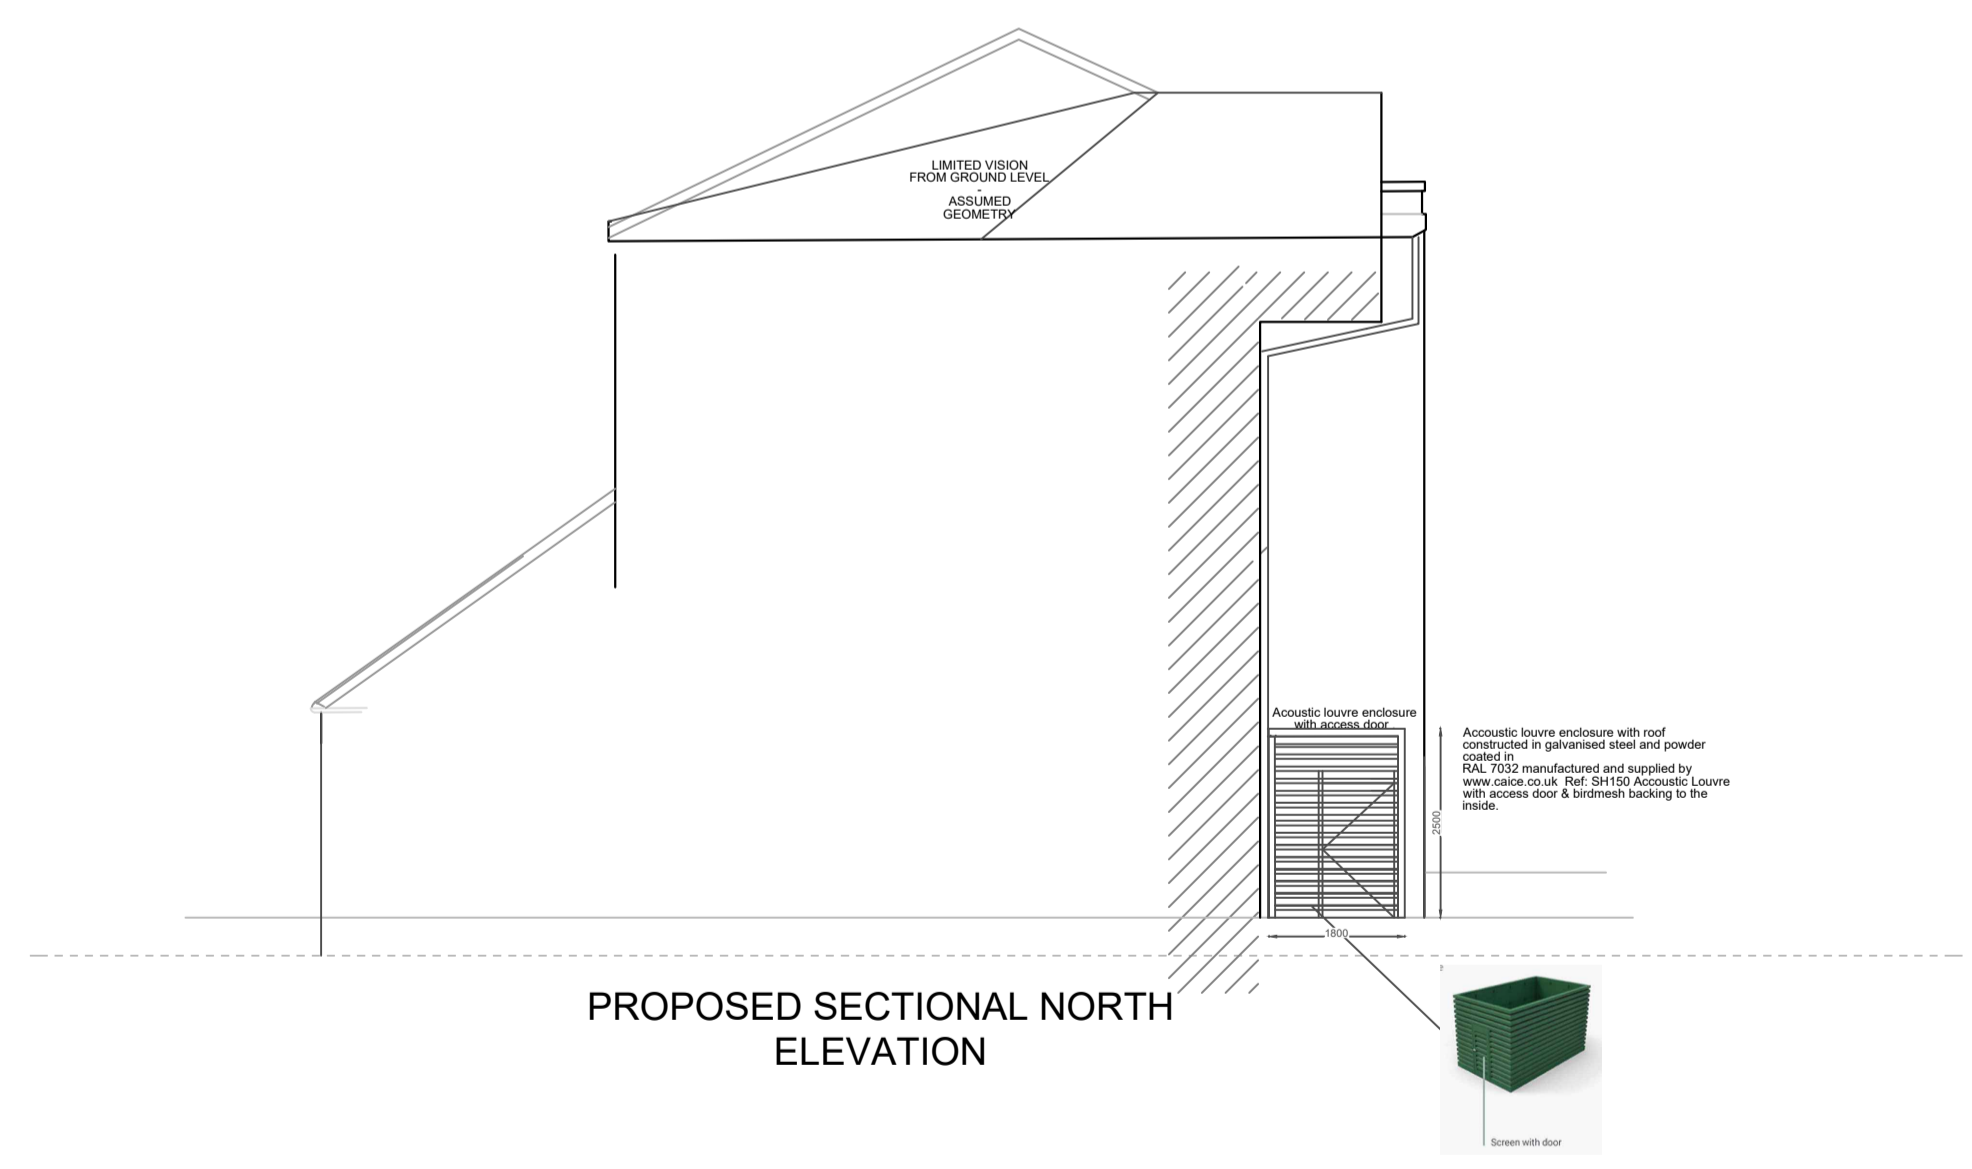 LIMITED VISION
FROM GROUND LEVEL
-
ASSUMED
GEOMETRY
Acoustic louvre enclosure
with access door
Accoustic louvre enclosure with roof
constructed in galvanised steel and powder
coated in
RAL 7032 manufactured and supplied by
www.caice.co.uk Ref: SH150 Accoustic Louvre
with access door & birdmesh backing to the
inside.
2500
1800
PROPOSED SECTIONAL NORTH
ELEVATION
Screen with door